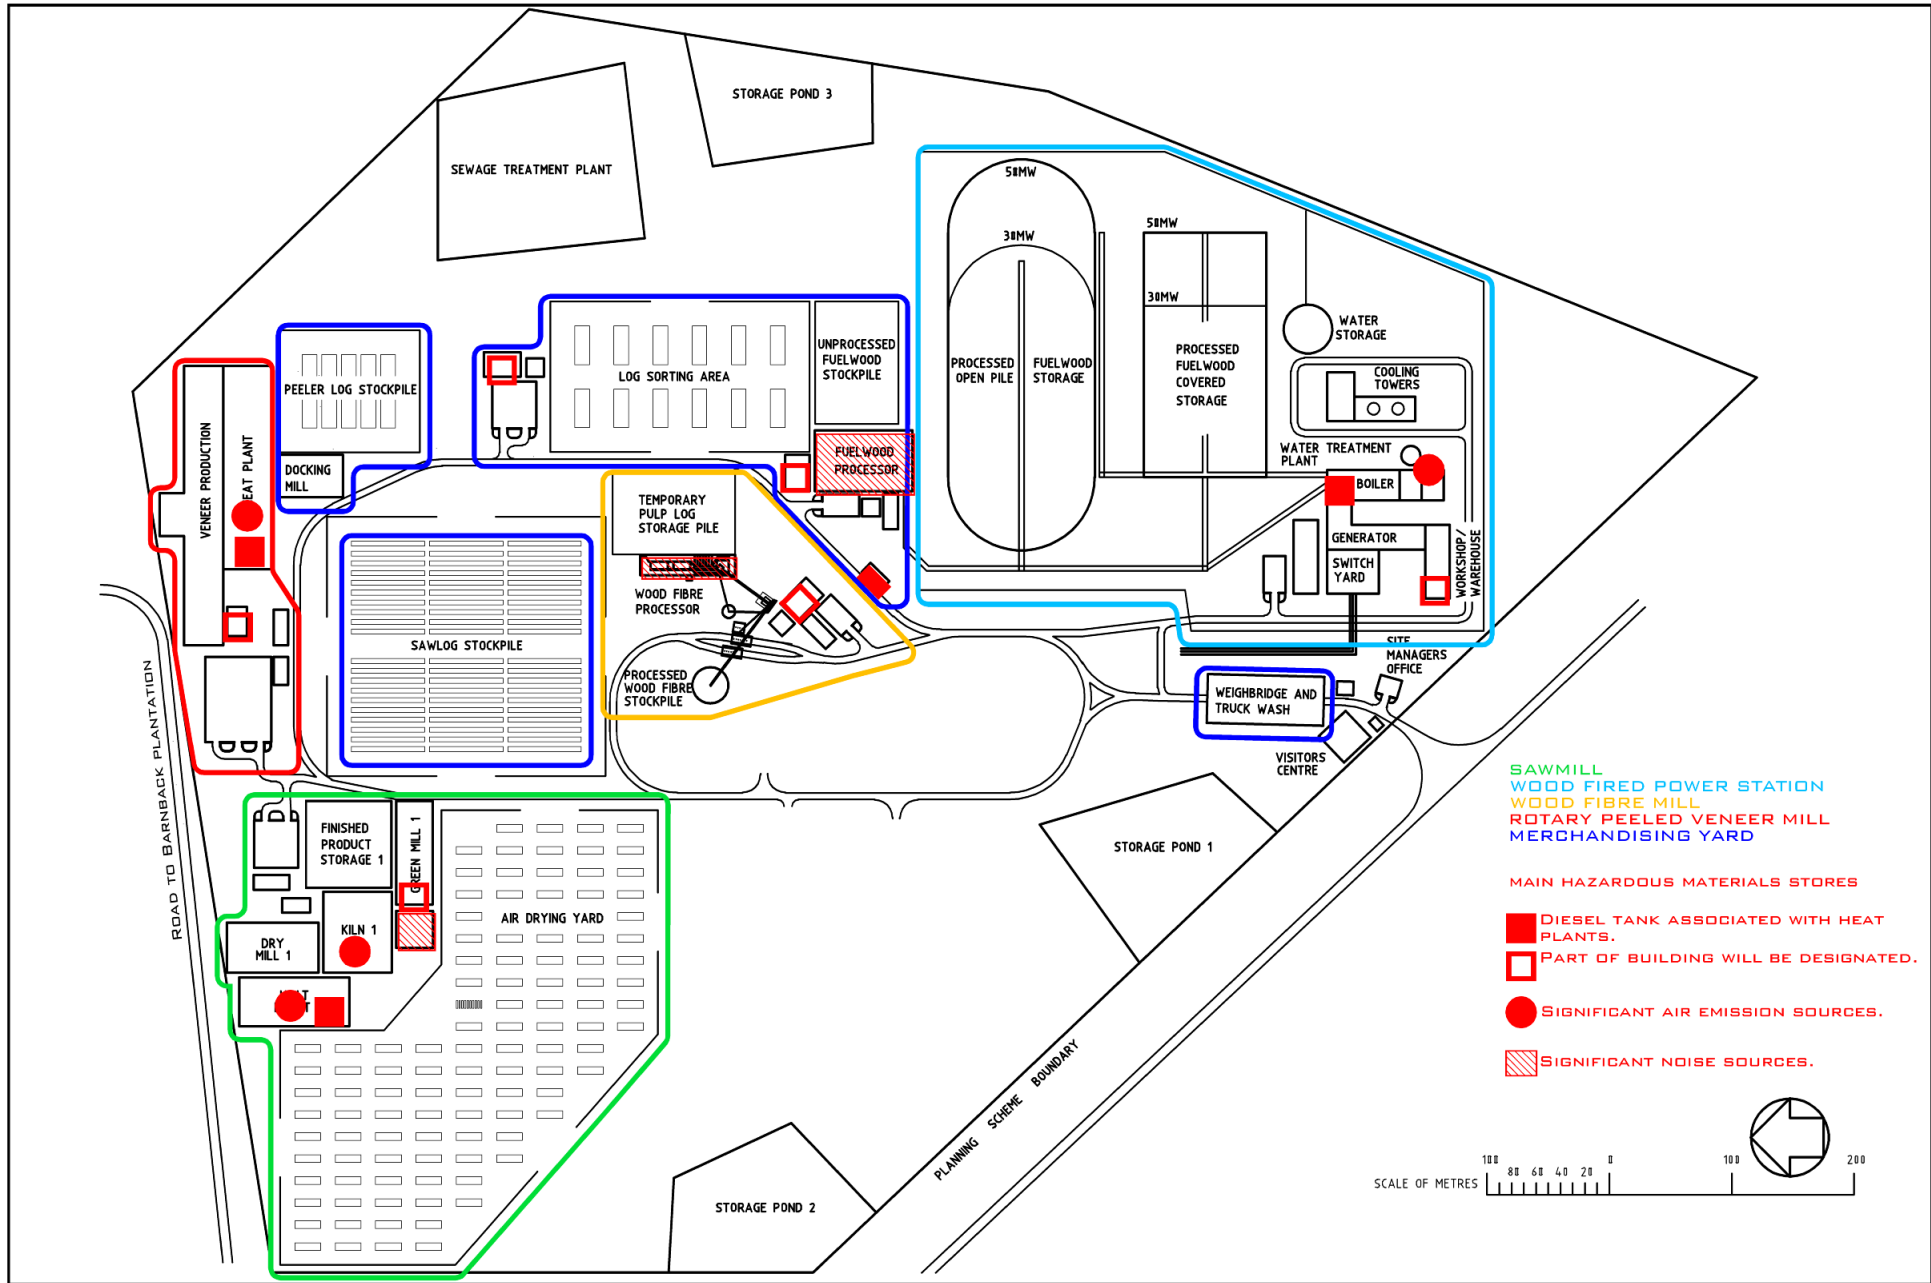 STORAGE POND 3
SEWAGE TREATMENT PLANT
50MW
30MW
50MW
30MW
PROCESSED
OPEN PILE
FUELWOOD
STORAGE
PROCESSED
FUELWOOD
COVERED
STORAGE
WATER
STORAGE
COOLING
TOWERS
WATER TREATMENT
PLANT
BOILER
GENERATOR
SWITCH
YARD
WORKSHOP/
WAREHOUSE
UNPROCESSED
FUELWOOD
STOCKPILE
LOG SORTING AREA
FUELWOOD
PROCESSOR
PEELER LOG STOCKPILE
DOCKING
MILL
VENEER PRODUCTION
HEAT PLANT
TEMPORARY
PULP LOG
STORAGE PILE
WOOD FIBRE
PROCESSOR
PROCESSED
WOOD FIBRE
STOCKPILE
SAWLOG STOCKPILE
SITE
MANAGERS
OFFICE
WEIGHBRIDGE AND
TRUCK WASH
VISITORS
CENTRE
ROAD TO BARNBACK PLANTATION
FINISHED
PRODUCT
STORAGE 1
GREEN MILL 1
KILN 1
DRY
MILL 1
AIR DRYING YARD
STORAGE POND 1
STORAGE POND 2
PLANNING SCHEME BOUNDARY
SAWMILL
WOOD FIRED POWER STATION
WOOD FIBRE MILL
ROTARY PEELED VENEER MILL
MERCHANDISING YARD
MAIN HAZARDOUS MATERIALS STORES
DIESEL TANK ASSOCIATED WITH HEAT
PLANTS.
PART OF BUILDING WILL BE DESIGNATED.
SIGNIFICANT AIR EMISSION SOURCES.
SIGNIFICANT NOISE SOURCES.
SCALE OF METRES
100 80 60 40 20 0 100 200